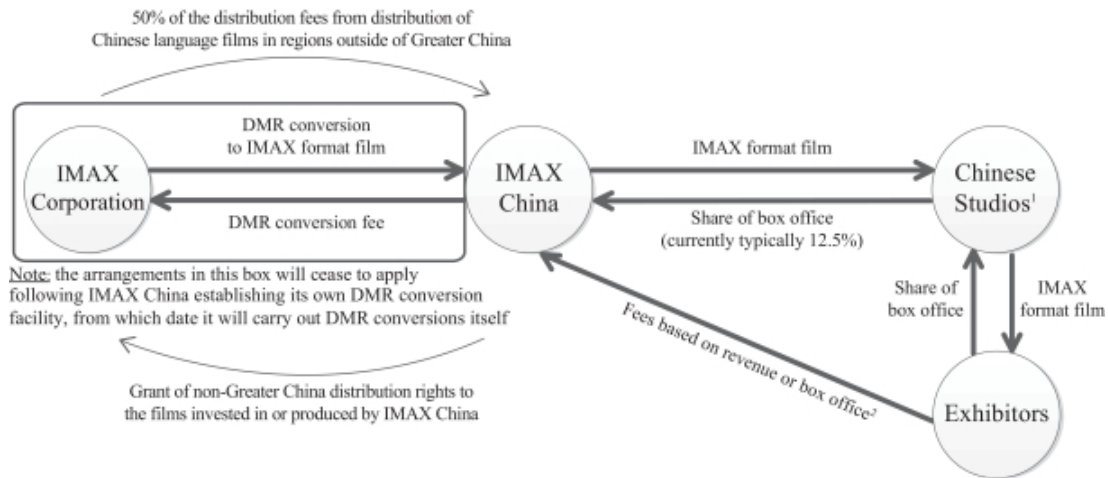 50% of the distribution fees from distribution of
Chinese language films in regions outside of Greater China
IMAX
Corporation
DMR conversion
to IMAX format film
DMR conversion fee
IMAX
China
IMAX format film
Share of box office
(currently typically 12.5%)
Chinese
Studios¹
Note: the arrangements in this box will cease to apply
following IMAX China establishing its own DMR conversion
facility, from which date it will carry out DMR conversions itself
Share of
box office
IMAX
format film
Fees based on revenue or box office²
Grant of non-Greater China distribution rights to
the films invested in or produced by IMAX China
Exhibitors